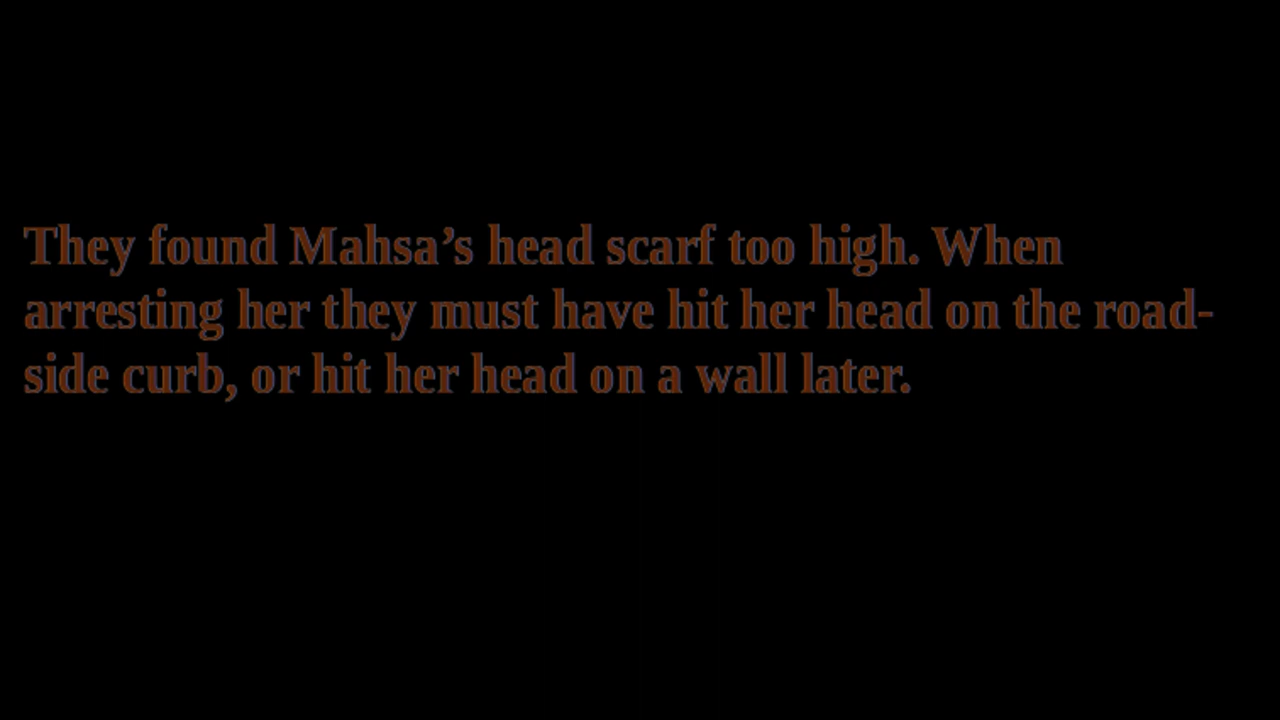 They found Mahsa’s head scarf too high. When
arresting her they must have hit her head on the road-
side curb, or hit her head on a wall later.